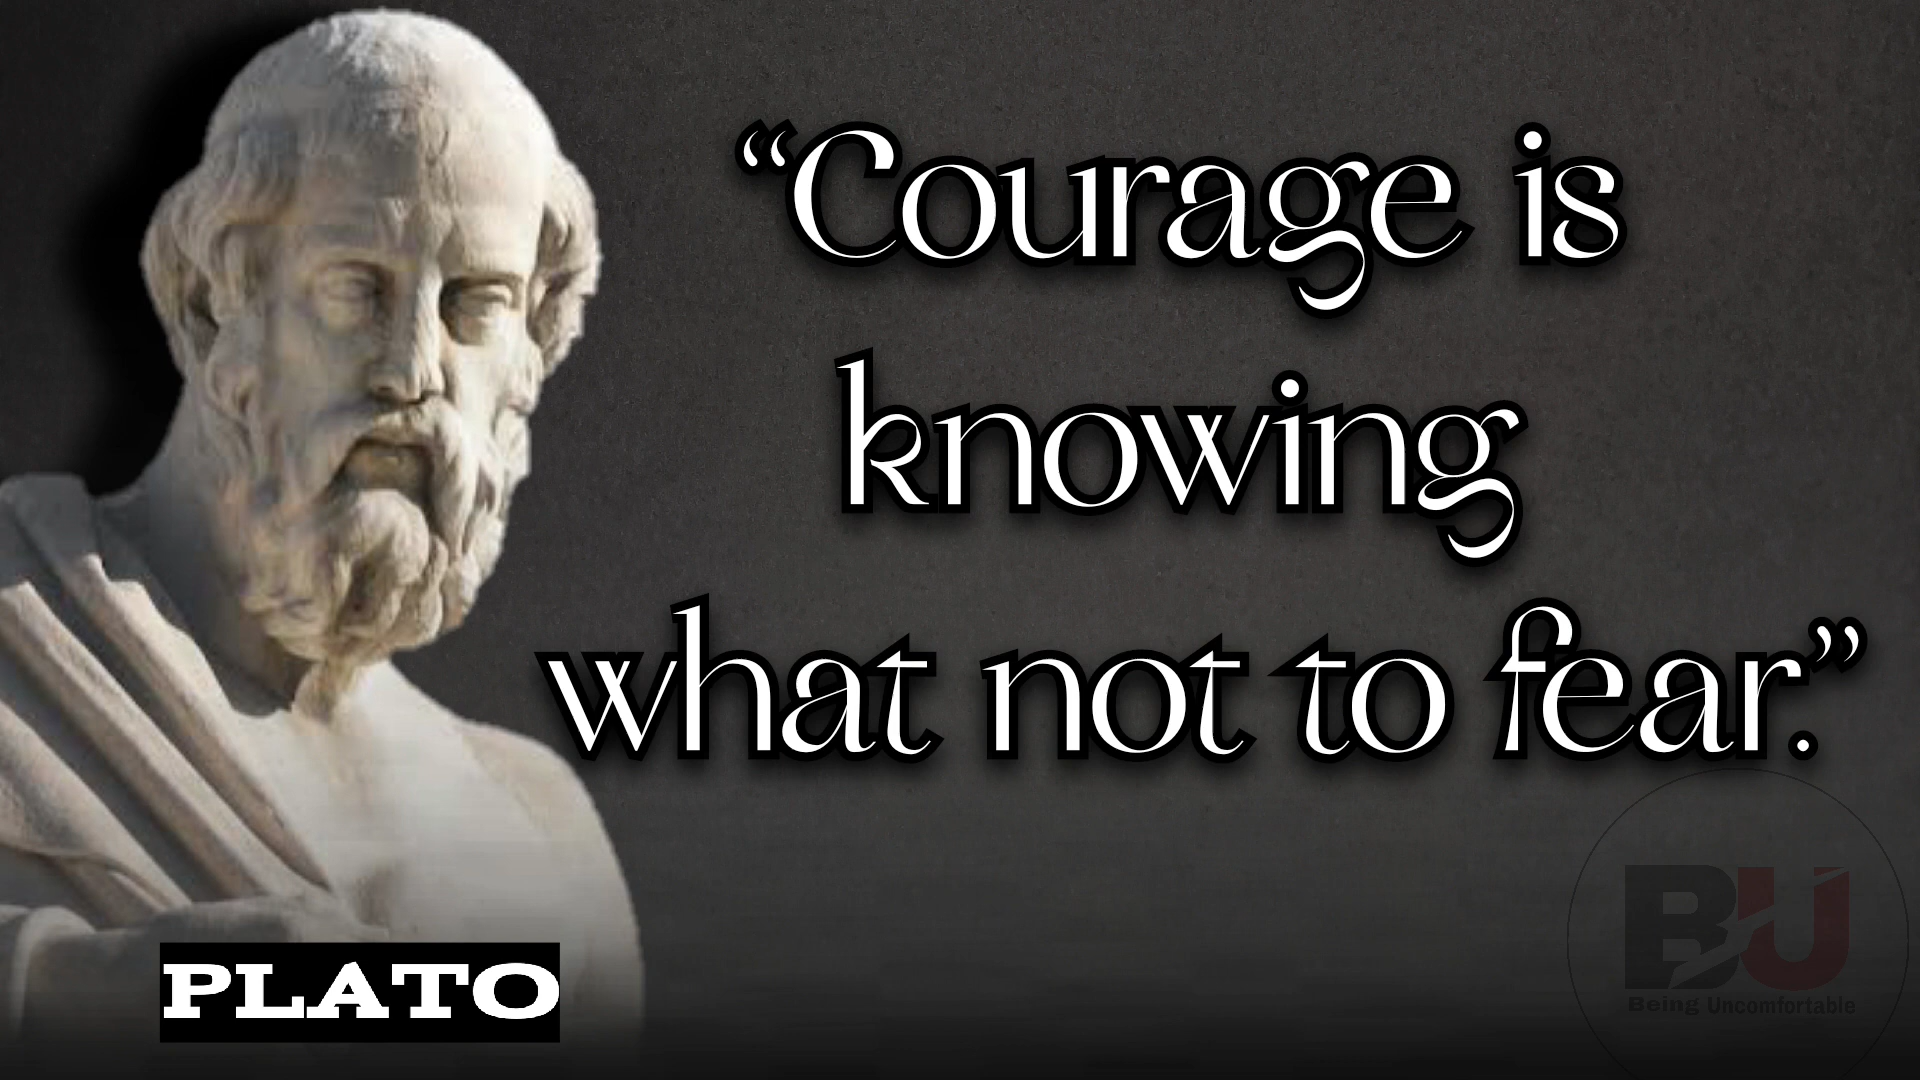 “Courage is
knowing
what not to fear.”
PLATO
BU
Being Uncomfortable